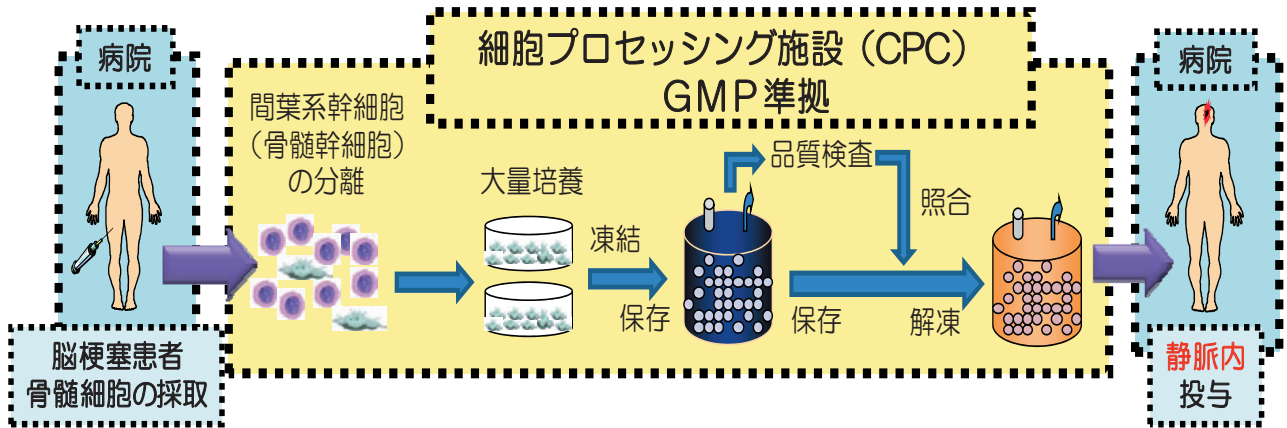 病院
脳梗塞患者
骨髄細胞の採取
細胞プロセッシング施設（CPC）
GMP準拠
間葉系幹細胞
（骨髄幹細胞）
の分離
大量培養
凍結
保存
品質検査
照合
保存
解凍
病院
静脈内
投与